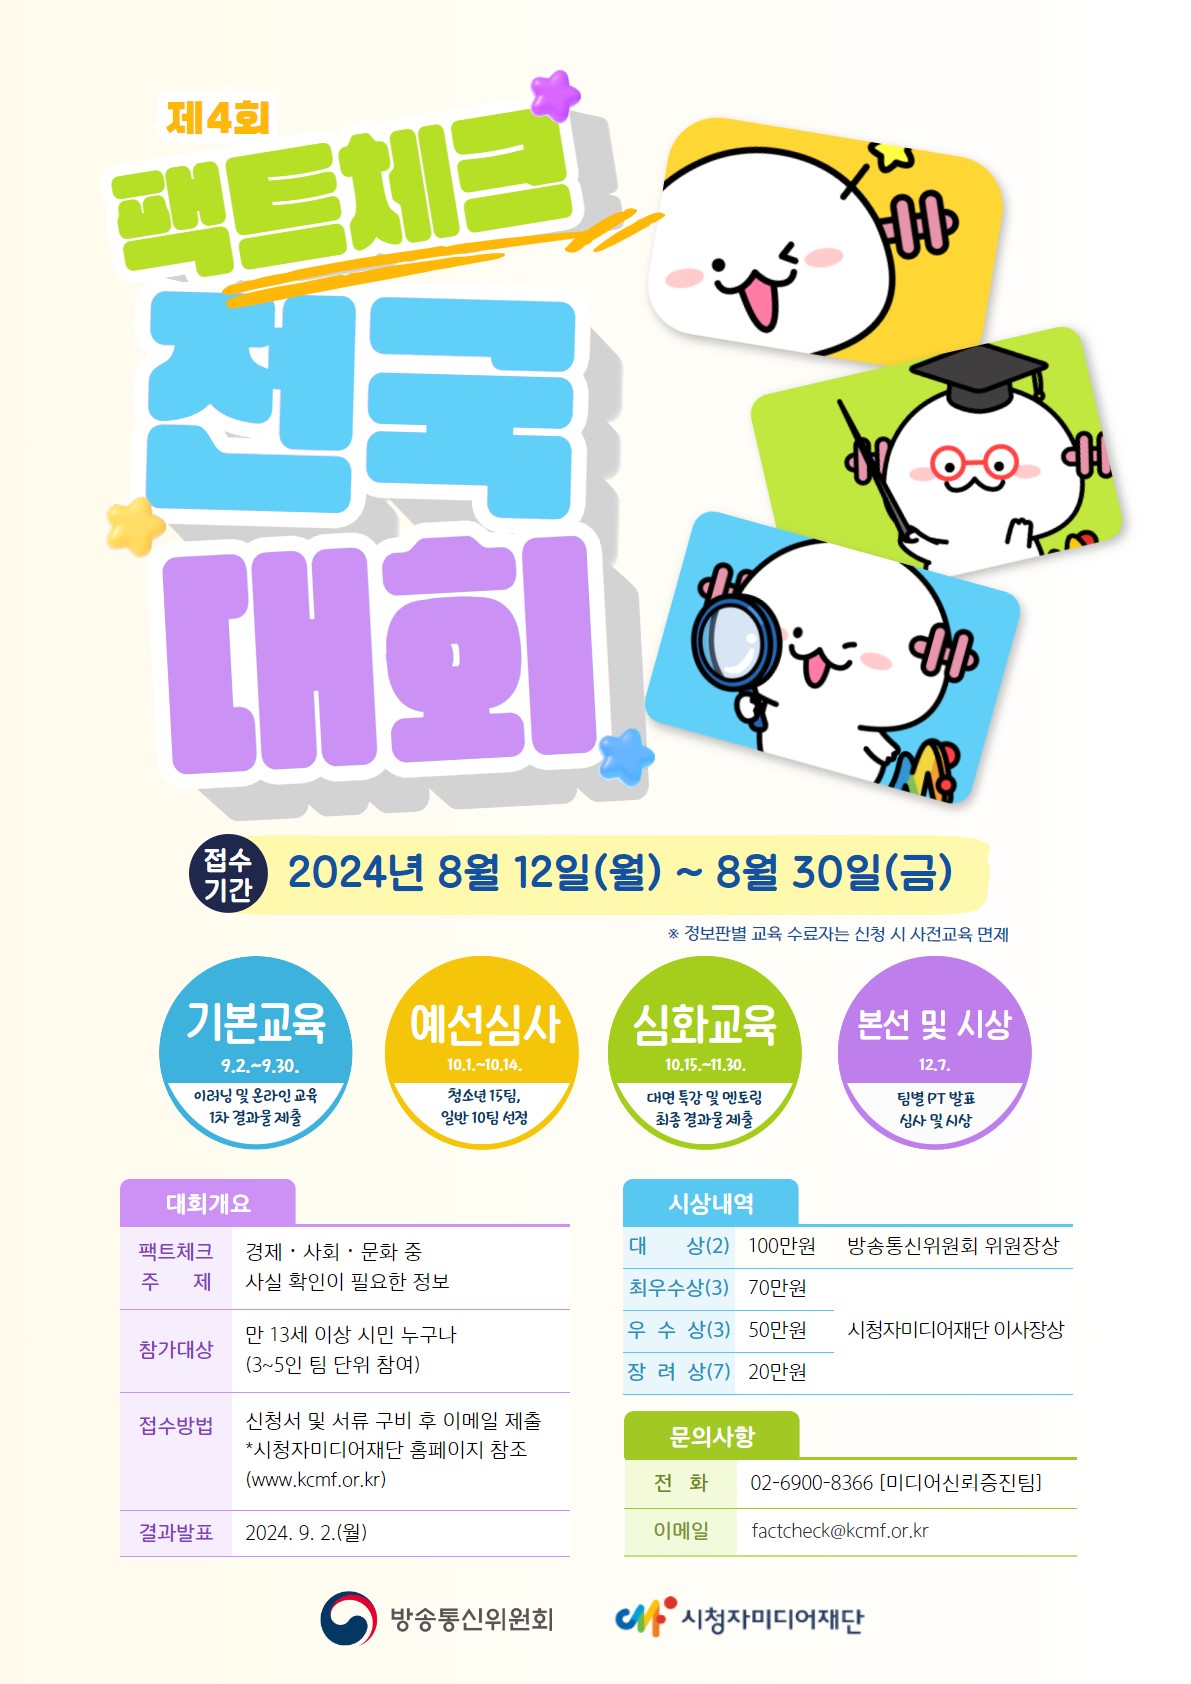 제4회
팩트체크
전국
대회
접수
기간
2024년 8월 12일(월) ~ 8월 30일(금)
※ 정보판별 교육 수료자는 신청 시 사전교육 면제
기본교육
9.2.~9.30.
이러닝 및 온라인 교육
1차 결과물 제출
예선심사
10.1.~10.14.
청소년 15팀,
일반 10팀 선정
심화교육
10.15.~11.30.
대면 특강 및 멘토링
최종 결과물 제출
본선 및 시상
12.7.
팀별 PT 발표
심사 및 시상
대회개요
팩트체크
주 제
경제 · 사회 · 문화 중
사실 확인이 필요한 정보
참가대상
만 13세 이상 시민 누구나
(3~5인 팀 단위 참여)
접수방법
신청서 및 서류 구비 후 이메일 제출
*시청자미디어재단 홈페이지 참조
(www.kcmf.or.kr)
결과발표 2024. 9. 2.(월)
시상내역
대 상(2) 100만원 방송통신위원회 위원장상
최우수상(3) 70만원
우 수 상(3) 50만원 시청자미디어재단 이사장상
장 려 상(7) 20만원
문의사항
전 화 02-6900-8366 [미디어신뢰증진팀]
이메일 factcheck@kcmf.or.kr
방송통신위원회
시청자미디어재단